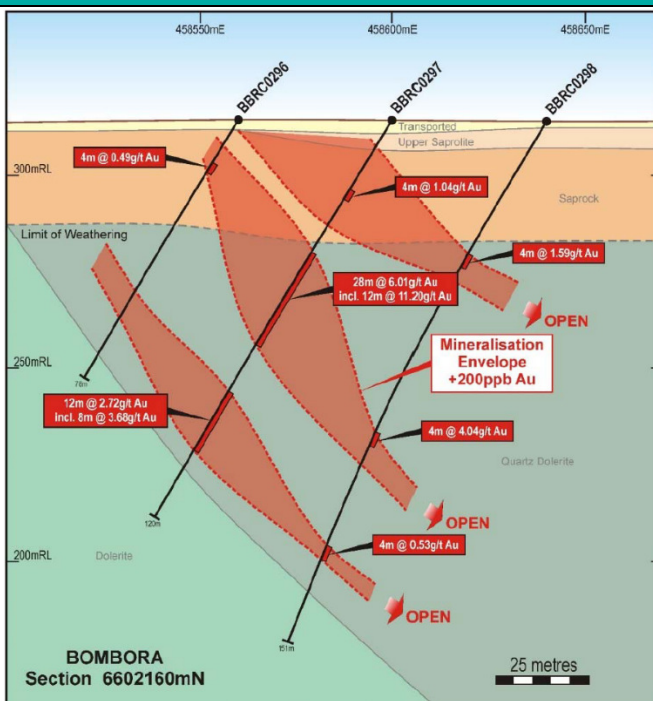 458550mE
458600mE
458650mE
BBRC0296
BBRC0297
BBRC0298
Transported
Upper Saprolite
4m @ 0.49g/t Au
300mRL
4m @ 1.04g/t Au
Saprock
Limit of Weathering
4m @ 1.59g/t Au
28m @ 6.01g/t Au
incl. 12m @ 11.20g/t Au
OPEN
Mineralisation
Envelope
+200ppb Au
250mRL
78m
12m @ 2.72g/t Au
incl. 8m @ 3.68g/t Au
4m @ 4.04g/t Au
Quartz Dolerite
120m
OPEN
4m @ 0.53g/t Au
200mRL
Dolerite
OPEN
151m
BOMBORA
Section 6602160mN
25 metres